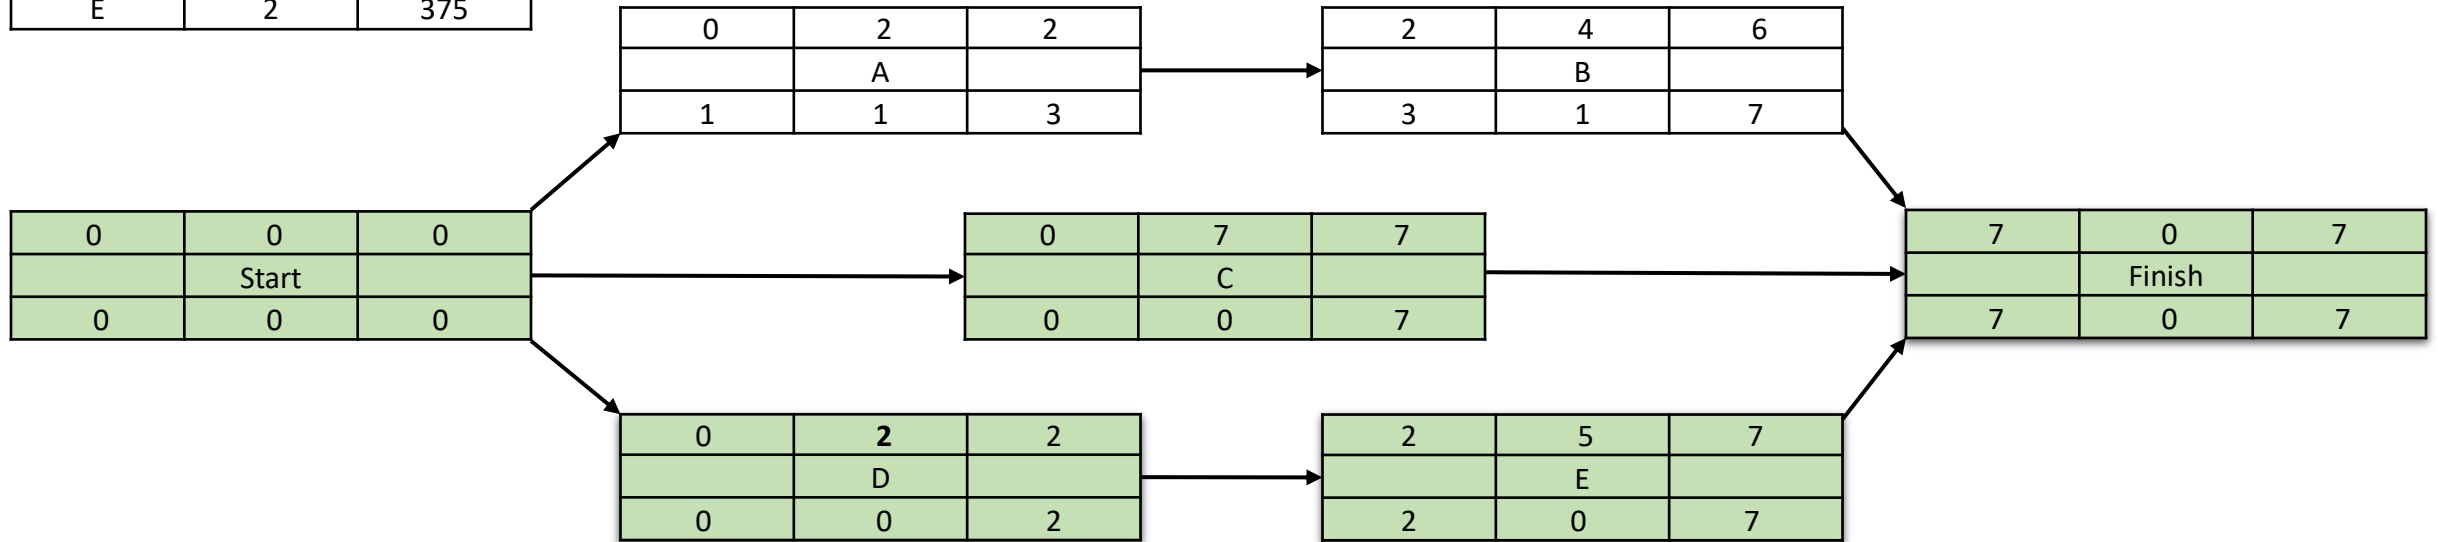 E 2 375
0 2 2
A
1 1 3
2 4 6
B
3 1 7
0 0 0
Start
0 0 0
0 7 7
C
0 0 7
7 0 7
Finish
7 0 7
0 2 2
D
0 0 2
2 5 7
E
2 0 7